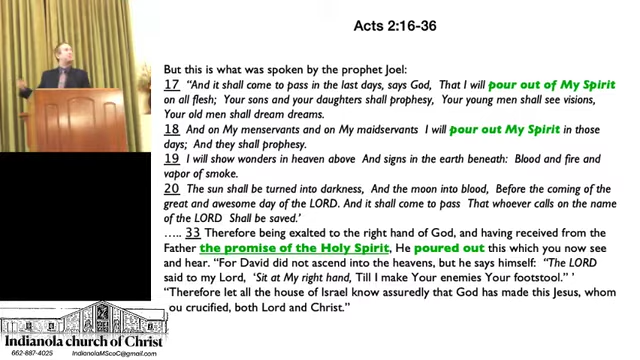 Acts 2:16-36
But this is what was spoken by the prophet Joel:
17 “And it shall come to pass in the last days, says God, That I will pour out of My Spirit
on all flesh; Your sons and your daughters shall prophesy, Your young men shall see visions,
Your old men shall dream dreams.
18 And on My menservants and on My maidservants I will pour out My Spirit in those
days; And they shall prophesy.
19 I will show wonders in heaven above And signs in the earth beneath: Blood and fire and
vapor of smoke.
20 The sun shall be turned into darkness, And the moon into blood, Before the coming of the
great and awesome day of the LORD. And it shall come to pass That whoever calls on the name
of the LORD Shall be saved.’
..... 33 Therefore being exalted to the right hand of God, and having received from the
Father the promise of the Holy Spirit, He poured out this which you now see
and hear. “For David did not ascend into the heavens, but he says himself: “The LORD
said to my Lord, ‘Sit at My right hand, Till I make Your enemies Your footstool.” ’
“Therefore let all the house of Israel know assuredly that God has made this Jesus, whom
ou crucified, both Lord and Christ.”
Indianola church of Christ
662-887-4025 IndianolaMScoC@gmail.com